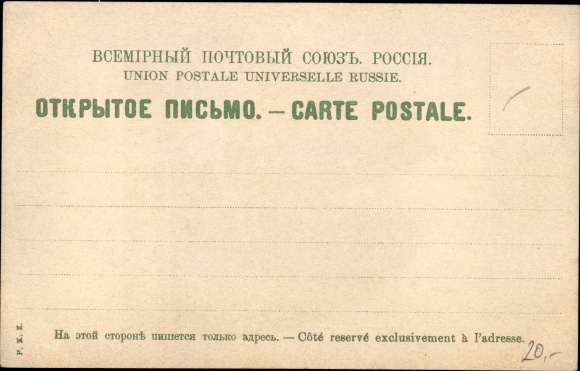 ВСЕМІРНЫЙ ПОЧТОВЫЙ СОЮЗЪ. РОССІЯ.
UNION POSTALE UNIVERSELLE RUSSIE.
ОТКРЫТОЕ ПИСЬМО. — CARTE POSTALE.
На этой сторонѣ пишется только адресъ. — Côté reservé exclusivement à l'adresse.
P. K. Z.
20,-